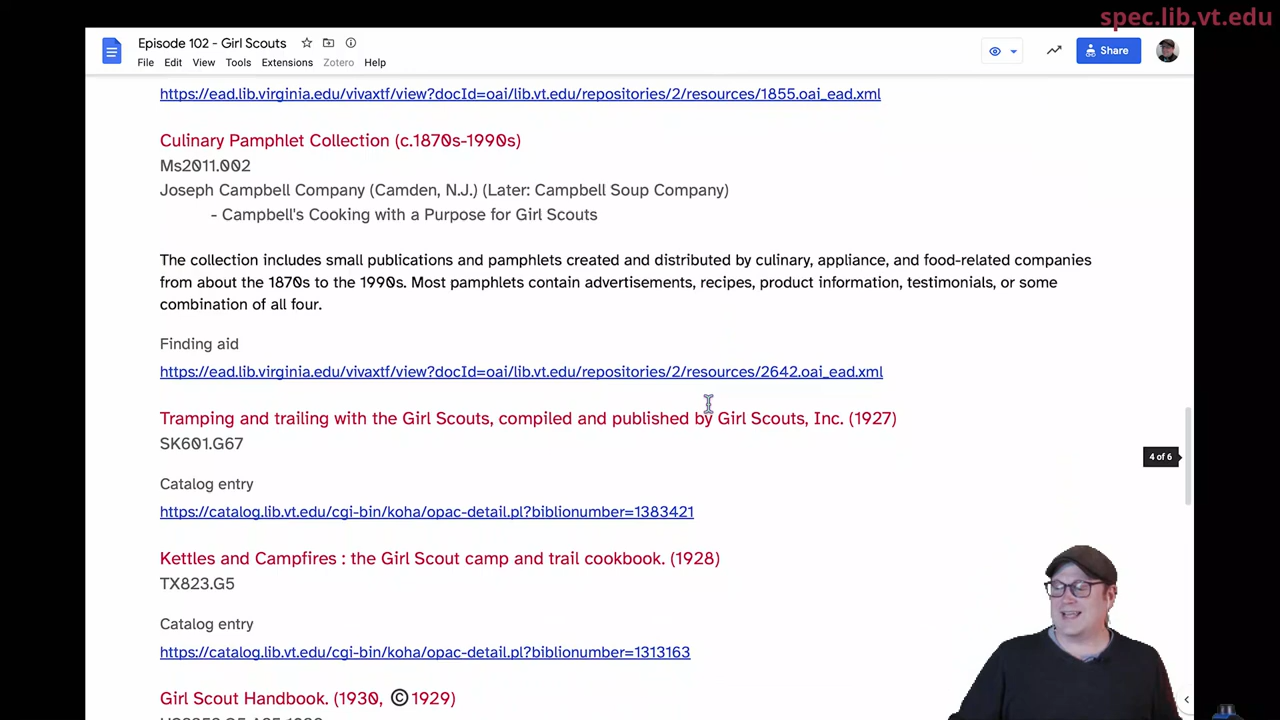 spec.lib.vt.edu
Episode 102 - Girl Scouts
File Edit View Tools Extensions Zotero Help
Share
https://ead.lib.virginia.edu/vivaxtf/view?docId=oai/lib.vt.edu/repositories/2/resources/1855.oai_ead.xml
Culinary Pamphlet Collection (c.1870s-1990s)
Ms2011.002
Joseph Campbell Company (Camden, N.J.) (Later: Campbell Soup Company)
- Campbell's Cooking with a Purpose for Girl Scouts
The collection includes small publications and pamphlets created and distributed by culinary, appliance, and food-related companies
from about the 1870s to the 1990s. Most pamphlets contain advertisements, recipes, product information, testimonials, or some
combination of all four.
Finding aid
https://ead.lib.virginia.edu/vivaxtf/view?docId=oai/lib.vt.edu/repositories/2/resources/2642.oai_ead.xml
Tramping and trailing with the Girl Scouts, compiled and published by Girl Scouts, Inc. (1927)
SK601.G67
4 of 6
Catalog entry
https://catalog.lib.vt.edu/cgi-bin/koha/opac-detail.pl?biblionumber=1383421
Kettles and Campfires : the Girl Scout camp and trail cookbook. (1928)
TX823.G5
Catalog entry
https://catalog.lib.vt.edu/cgi-bin/koha/opac-detail.pl?biblionumber=1313163
Girl Scout Handbook. (1930, ©1929)